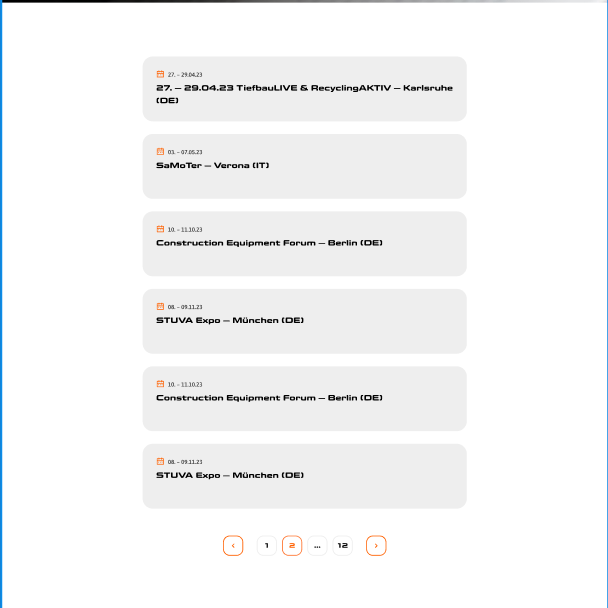 27. – 29.04.23
27. – 29.04.23 TiefbauLIVE & RecyclingAKTIV – Karlsruhe
(DE)
03. – 07.05.23
SaMoTer – Verona (IT)
10. – 11.10.23
Construction Equipment Forum – Berlin (DE)
08. – 09.11.23
STUVA Expo – München (DE)
10. – 11.10.23
Construction Equipment Forum – Berlin (DE)
08. – 09.11.23
STUVA Expo – München (DE)
‹ 1 2 ... 12 ›